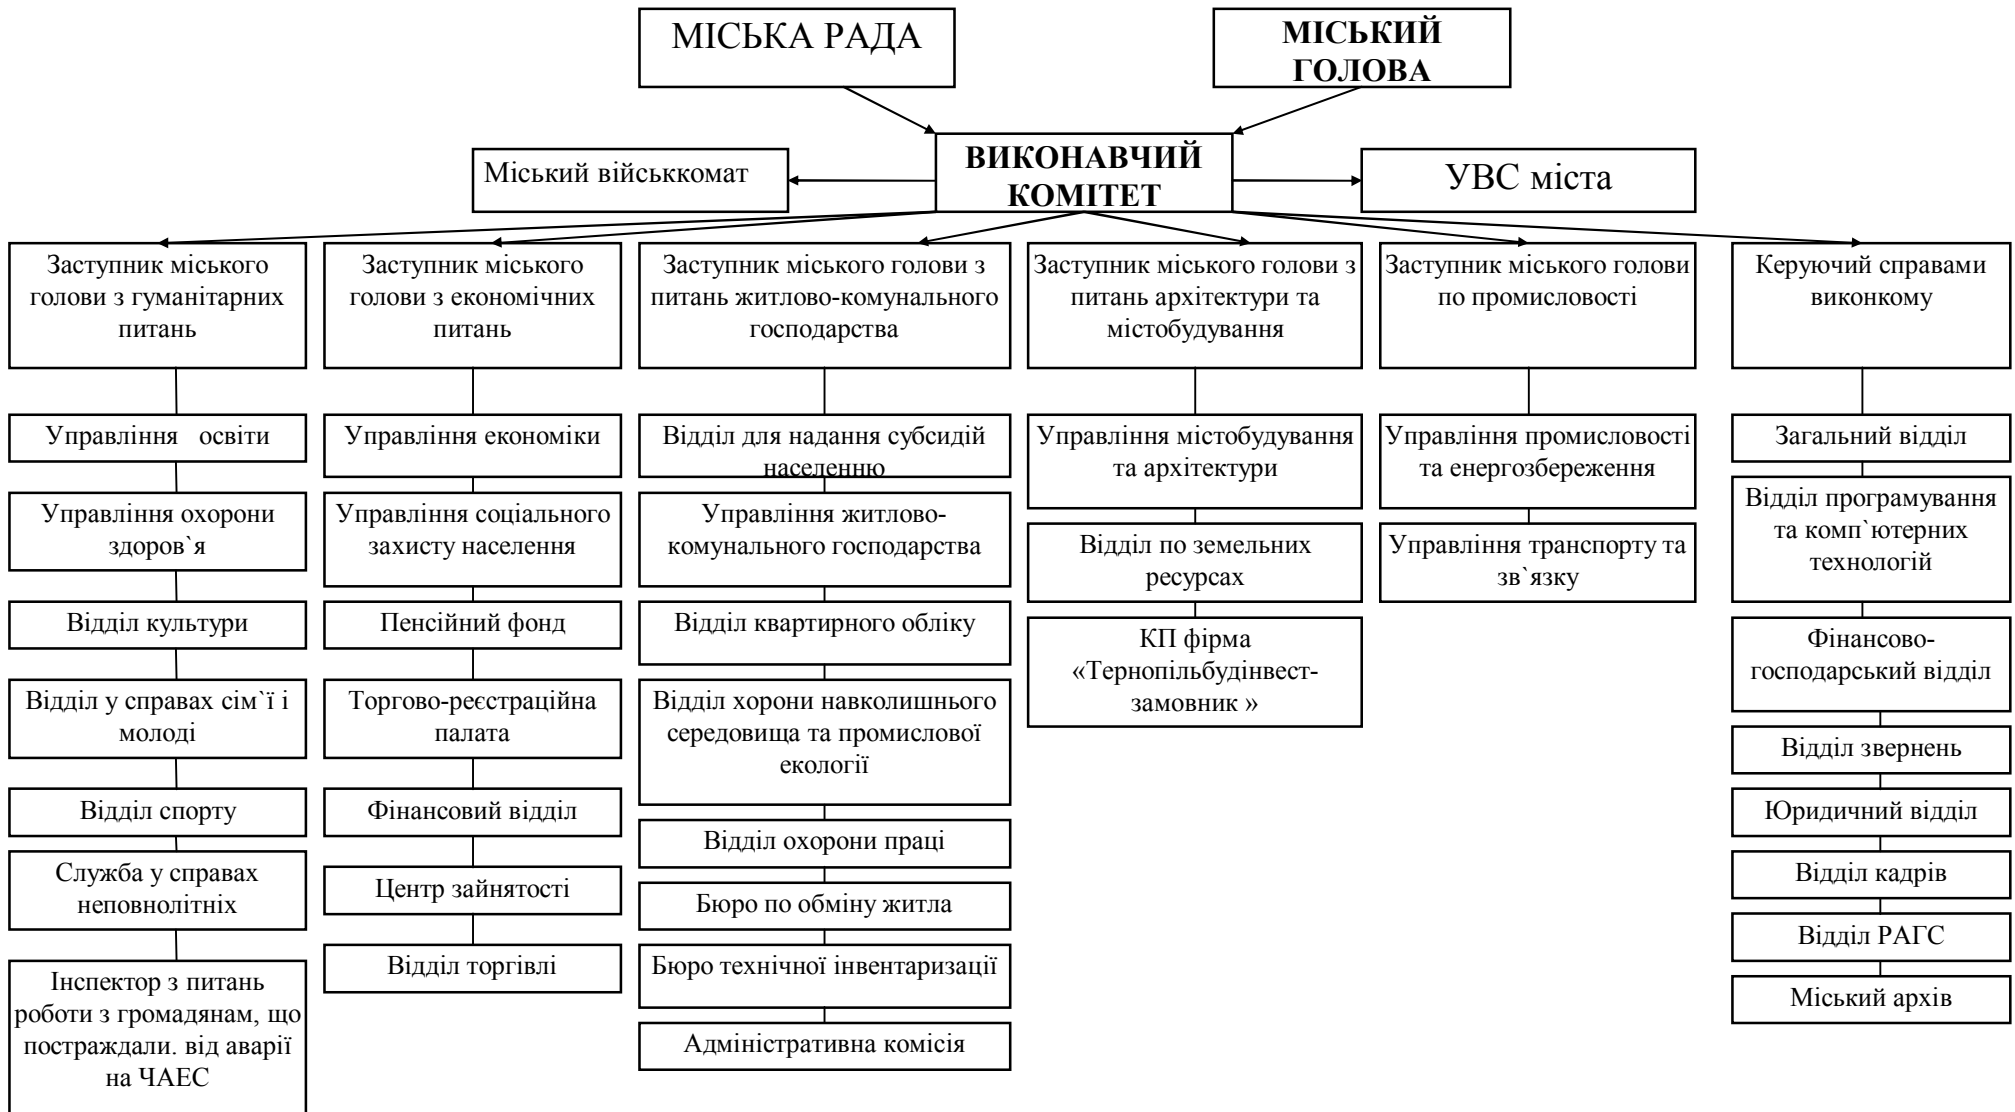 МІСЬКА РАДА
МІСЬКИЙ
ГОЛОВА
ВИКОНАВЧИЙ
КОМІТЕТ
Міський військкомат
УВС міста
Заступник міського
голови з гуманітарних
питань
Заступник міського
голови з економічних
питань
Заступник міського голови з
питань житлово-комунального
господарства
Заступник міського голови з
питань архітектури та
містобудування
Заступник міського голови
по промисловості
Керуючий справами
виконкому
Управління освіти
Управління охорони
здоров`я
Відділ культури
Відділ у справах сім`ї і
молоді
Відділ спорту
Служба у справах
неповнолітніх
Інспектор з питань
роботи з громадянам, що
постраждали. від аварії
на ЧАЕС
Управління економіки
Управління соціального
захисту населення
Пенсійний фонд
Торгово-реєстраційна
палата
Фінансовий відділ
Центр зайнятості
Відділ торгівлі
Відділ для надання субсидій
населенню
Управління житлово-
комунального господарства
Відділ квартирного обліку
Відділ хорони навколишнього
середовища та промислової
екології
Відділ охорони праці
Бюро по обміну житла
Бюро технічної інвентаризації
Адміністративна комісія
Управління містобудування
та архітектури
Відділ по земельних
ресурсах
КП фірма
«Тернопільбудінвест-
замовник »
Управління промисловості
та енергозбереження
Управління транспорту та
зв`язку
Загальний відділ
Відділ програмування
та комп`ютерних
технологій
Фінансово-
господарський відділ
Відділ звернень
Юридичний відділ
Відділ кадрів
Відділ РАГС
Міський архів